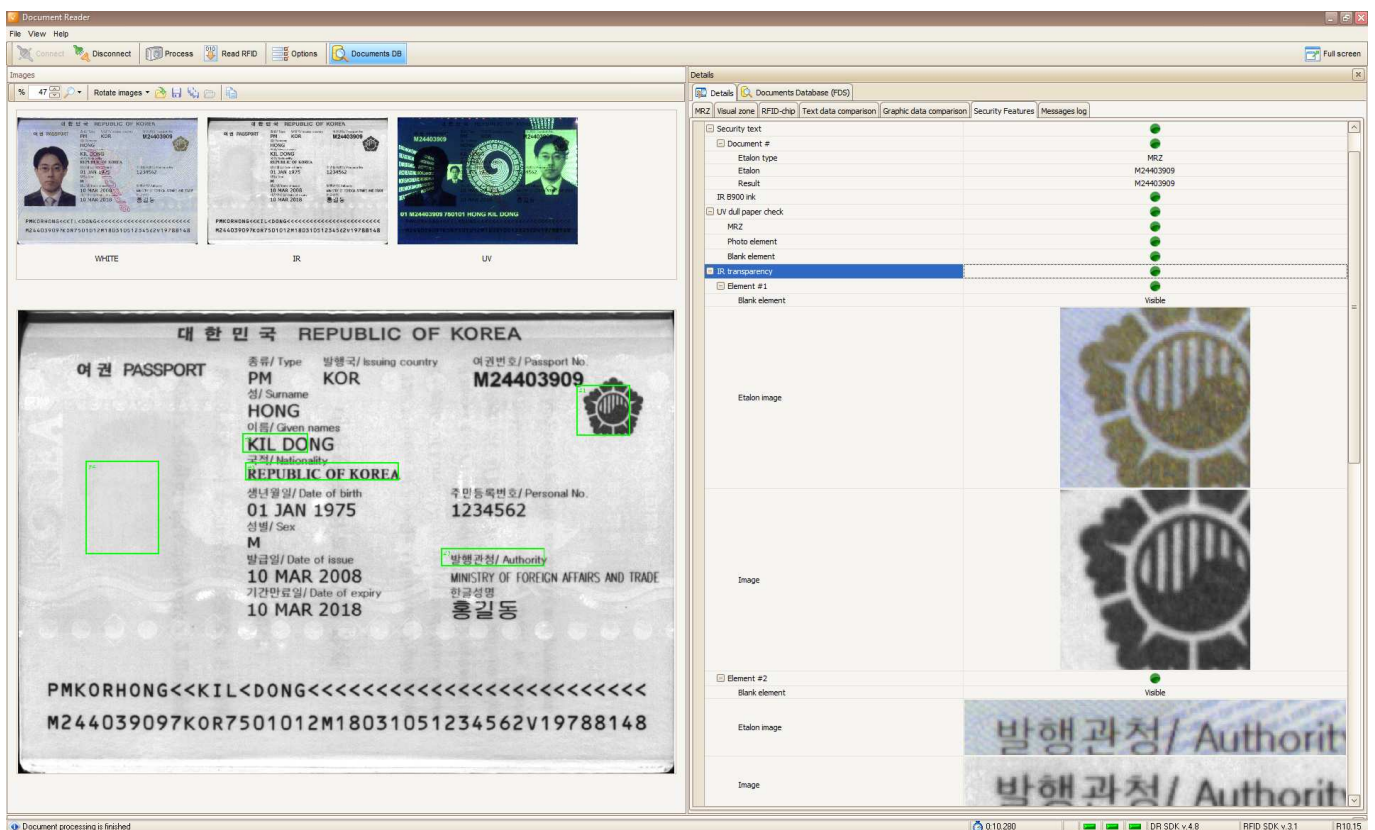 Document Reader
File View Help
Connect Disconnect Process Read RFID Options Documents DB Full screen
Images
% 47 Rotate images
WHITE IR UV
대한민국 REPUBLIC OF KOREA
여권 PASSPORT
종류/ Type 발행국/ Issuing country 여권번호/ Passport No.
PM KOR M24403909
성/ Surname
HONG
이름/ Given names
KIL DONG
국적/ Nationality
REPUBLIC OF KOREA
생년월일/ Date of birth 주민등록번호/ Personal No.
01 JAN 1975 1234562
성별/ Sex
M
발급일/ Date of issue 발행관청/ Authority
10 MAR 2008 MINISTRY OF FOREIGN AFFAIRS AND TRADE
기간만료일/ Date of expiry 한글성명
10 MAR 2018 홍길동
PMKORHONG<<KIL<DONG<<<<<<<<<<<<<<<<<<<<<<<<<
M244039097KOR7501012M18031051234562V19788148
Details
Details Documents Database (FDS)
MRZ Visual zone RFID-chip Text data comparison Graphic data comparison Security Features Messages log
Security text
Document #
Etalon type MRZ
Etalon M24403909
Result M24403909
IR B900 ink
UV dull paper check
MRZ
Photo element
Blank element
IR transparency
Element #1
Blank element Visible
Etalon image
Image
Element #2
Blank element Visible
Etalon image 발행관청/ Authorit
Image 발행관청/ Authorit
Document processing is finished 0:10.280 DR SDK v.4.8 RFID SDK v.3.1 R10.15